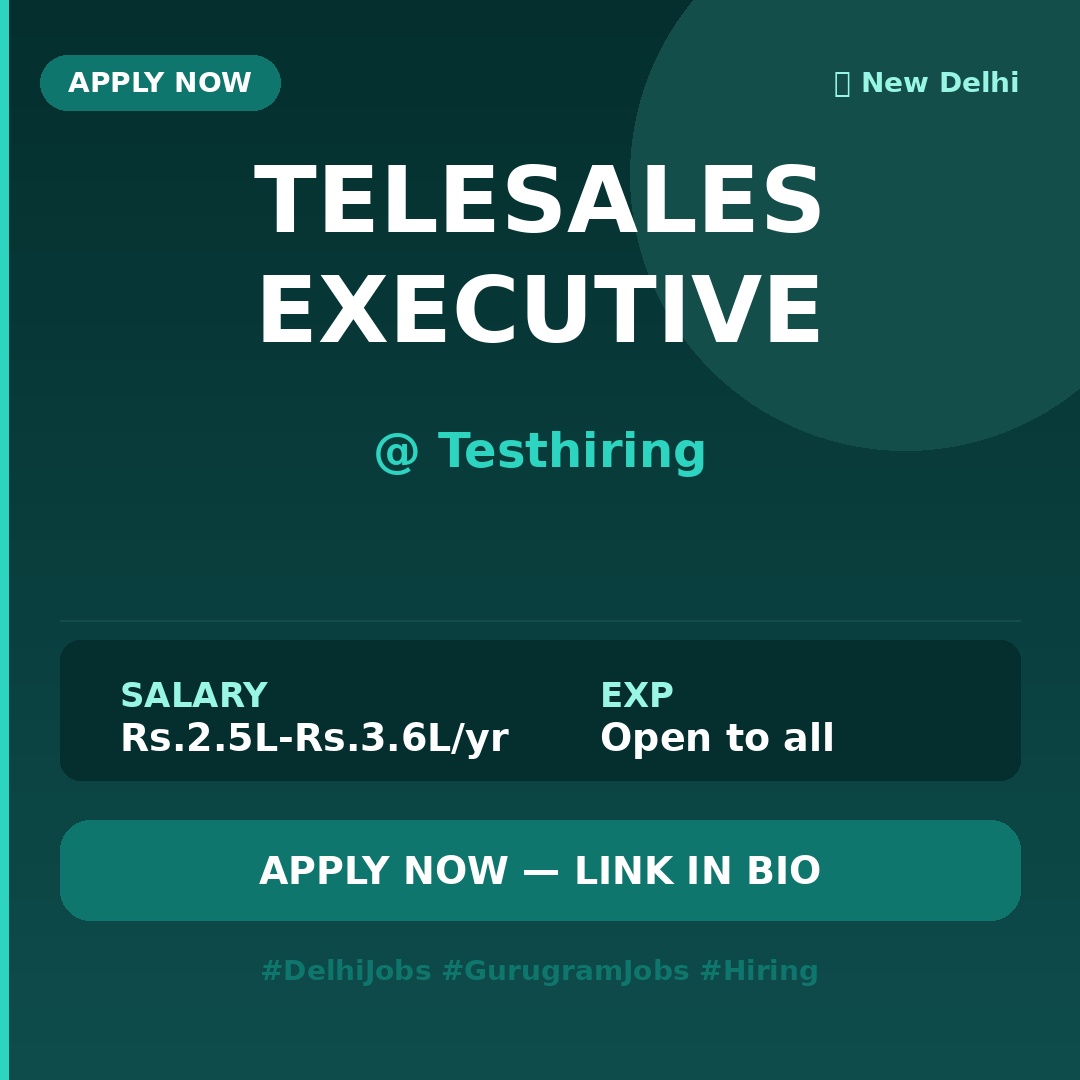 APPLY NOW
New Delhi
TELESALES
EXECUTIVE
@ Testhiring
SALARY
Rs.2.5L-Rs.3.6L/yr
EXP
Open to all
APPLY NOW — LINK IN BIO
#DelhiJobs #GurugramJobs #Hiring